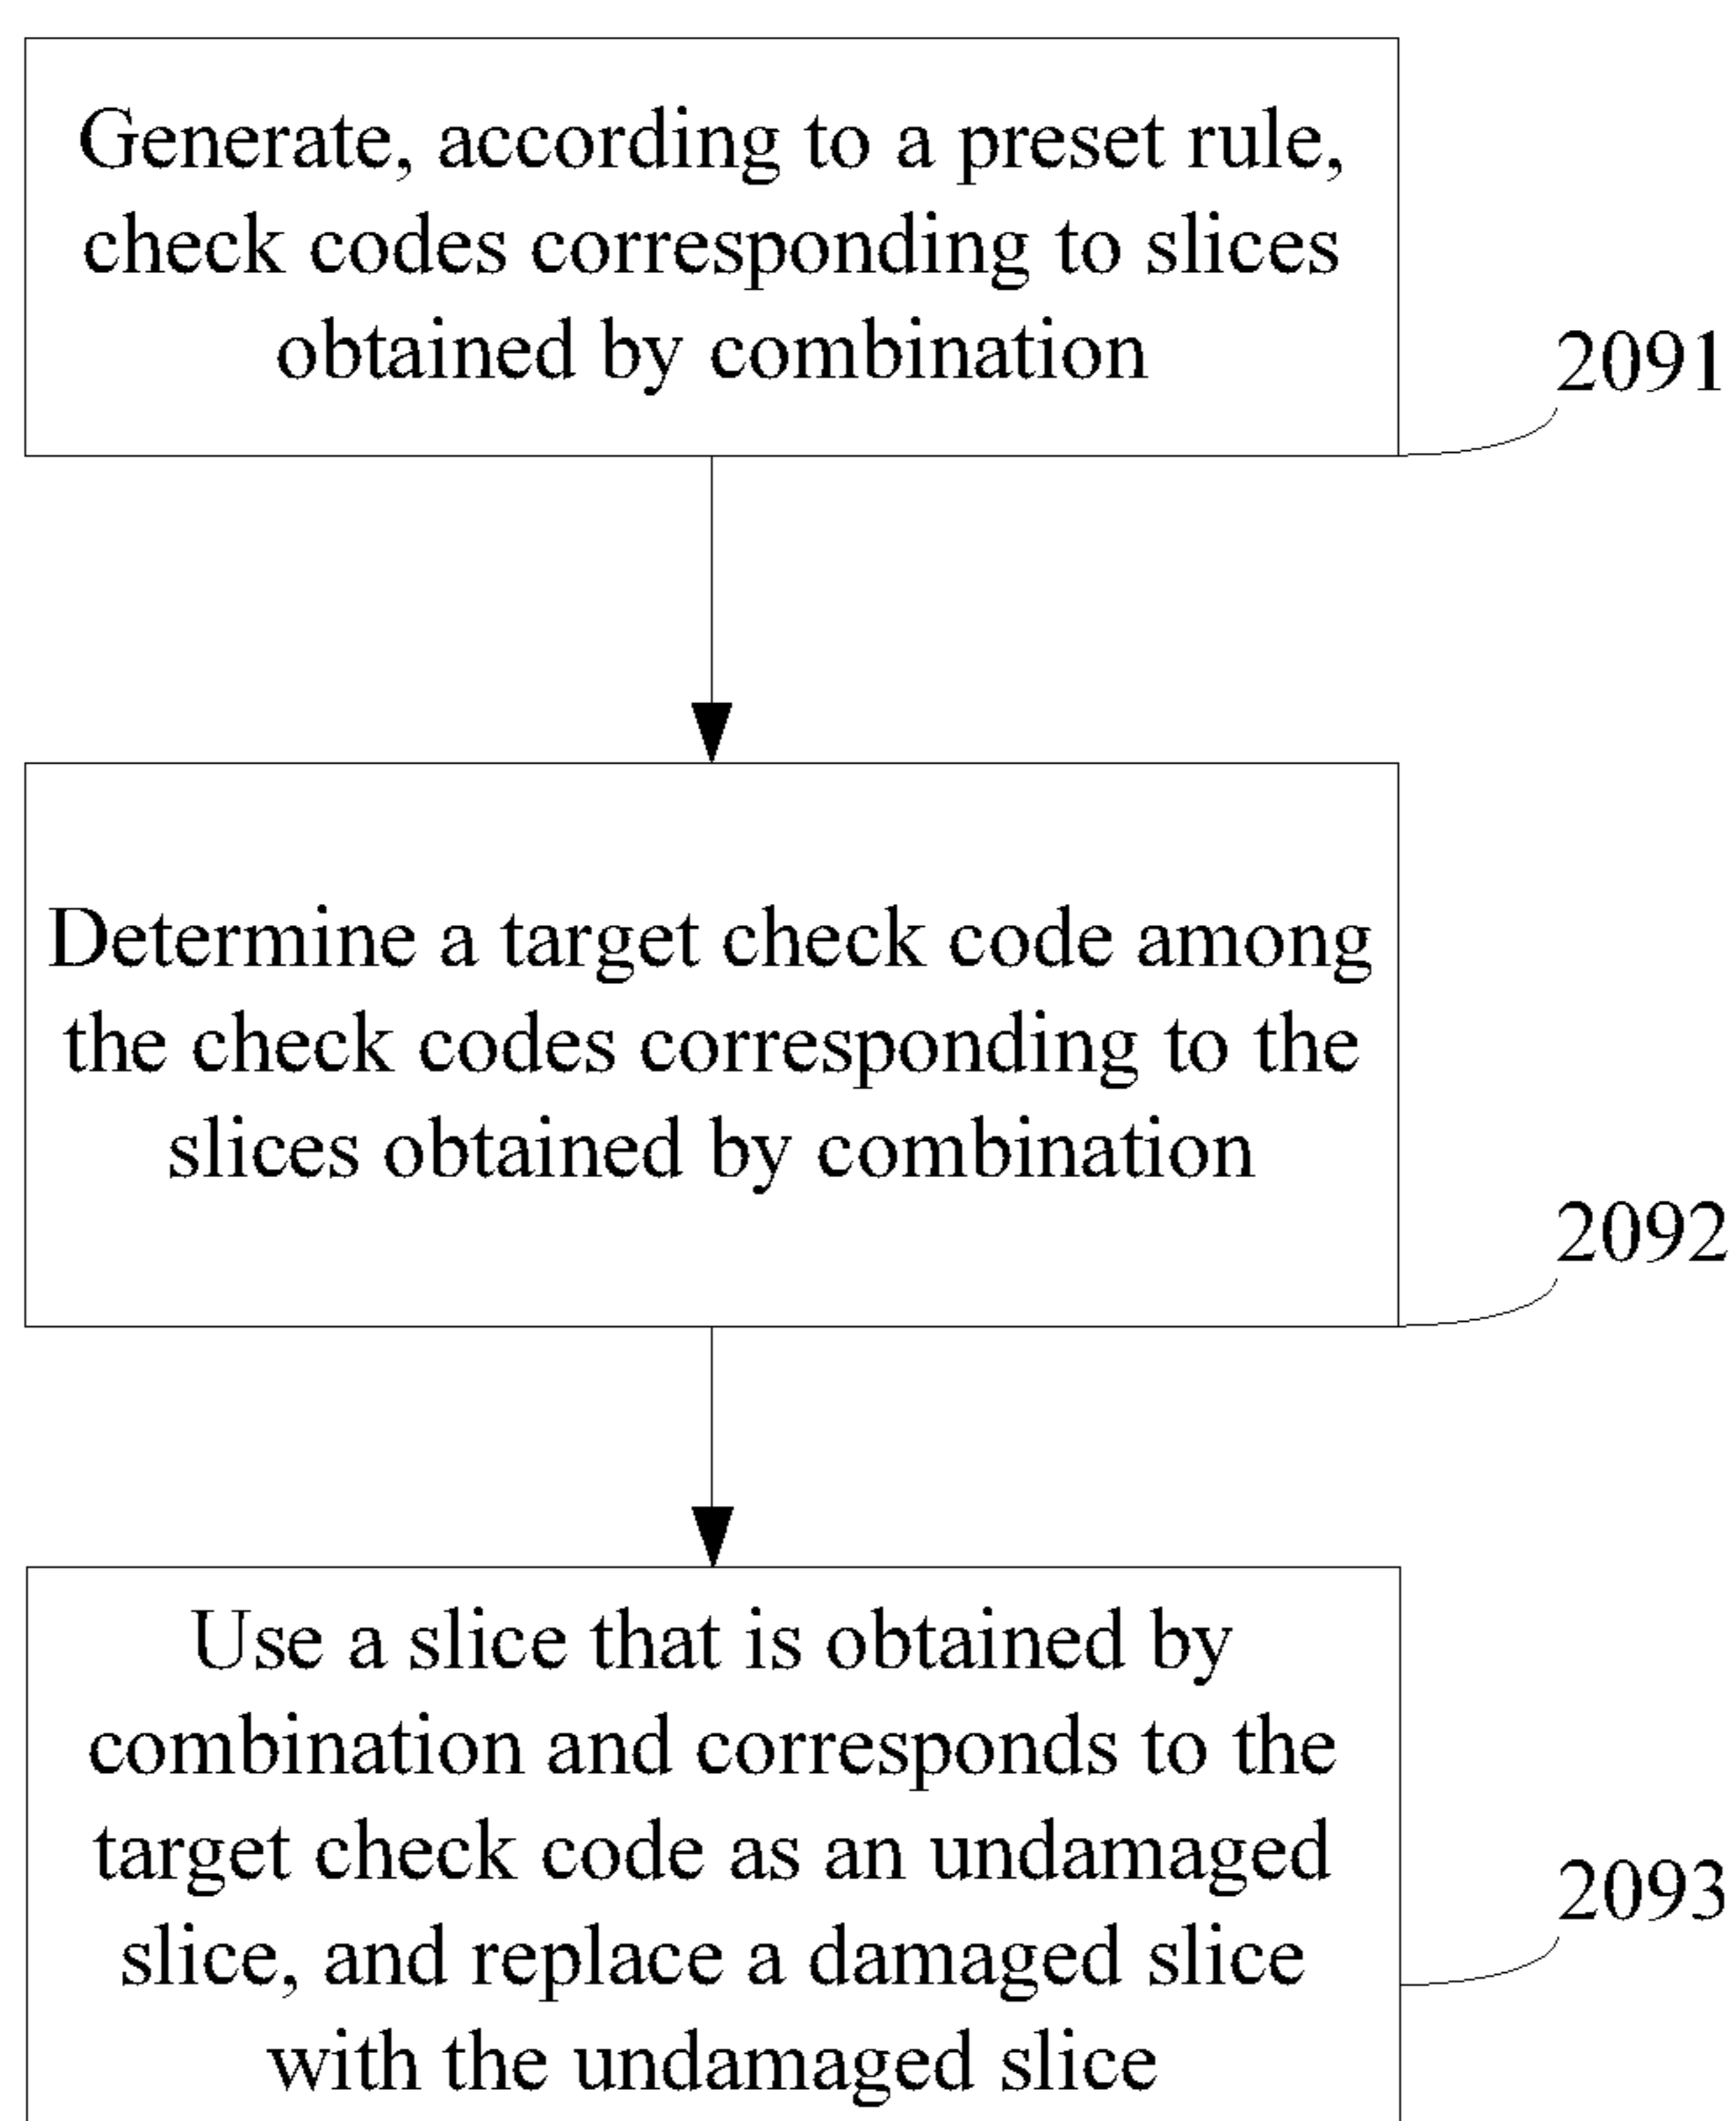 Generate, according to a preset rule,
check codes corresponding to slices
obtained by combination
2091
Determine a target check code among
the check codes corresponding to the
slices obtained by combination
2092
Use a slice that is obtained by
combination and corresponds to the
target check code as an undamaged
slice, and replace a damaged slice
with the undamaged slice
2093